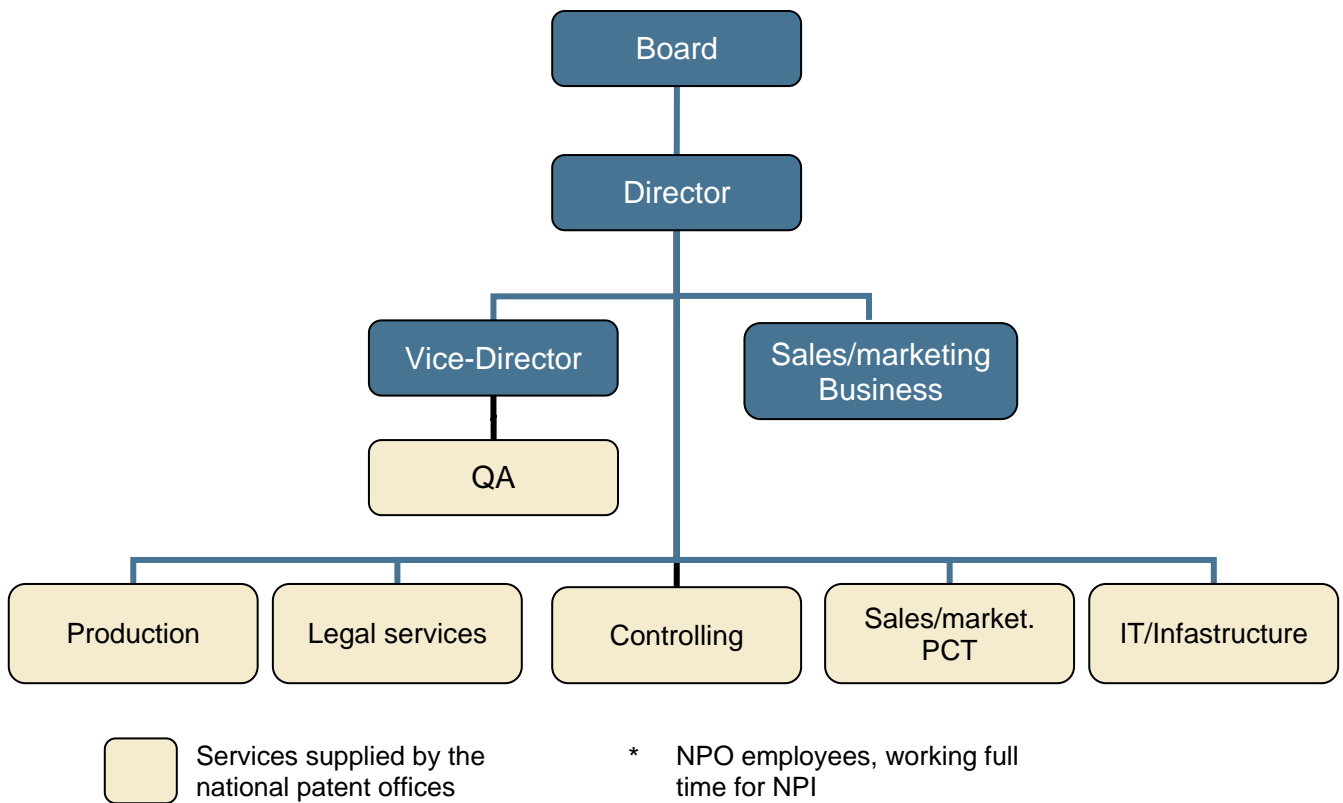 Board
Director
Vice-Director
Sales/marketing
Business
QA
Production
Legal services
Controlling
Sales/market.
PCT
IT/Infastructure
Services supplied by the
national patent offices
* NPO employees, working full
time for NPI